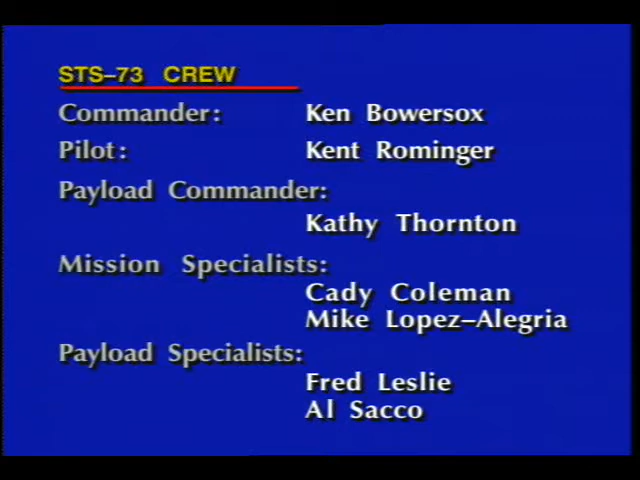 STS–73 CREW
Commander: Ken Bowersox
Pilot: Kent Rominger
Payload Commander:
Kathy Thornton
Mission Specialists:
Cady Coleman
Mike Lopez–Alegria
Payload Specialists:
Fred Leslie
Al Sacco